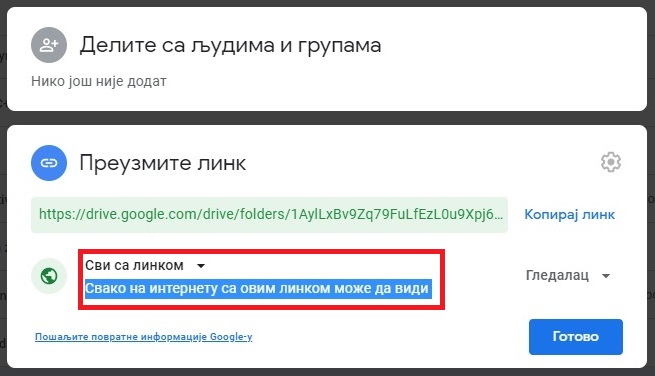 Делите са људима и групама
Нико још није додат
Преузмите линк
https://drive.google.com/drive/folders/1AylLxBv9Zq79FuLfEzL0u9Xpj6…
Копирај линк
Сви са линком
Свако на интернету са овим линком може да види
Гледалац
Пошаљите повратне информације Google-у
Готово